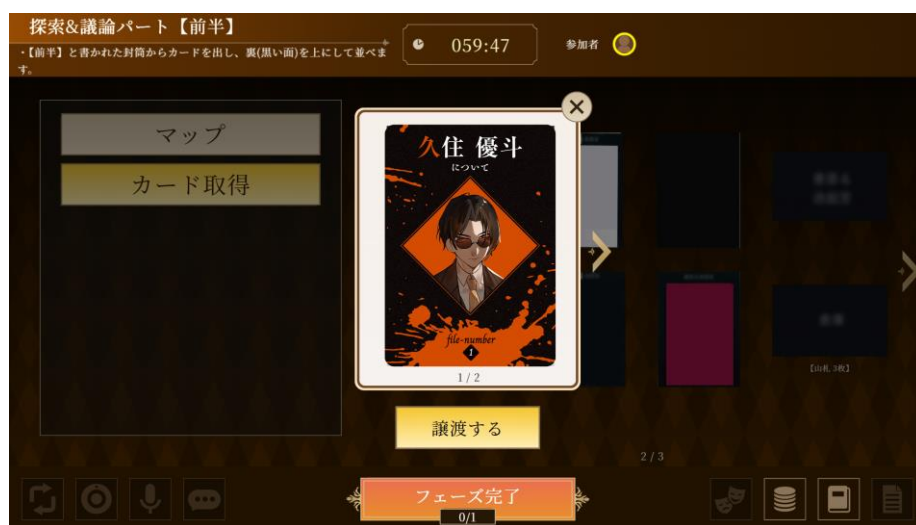 探索&議論パート【前半】
・【前半】と書かれた封筒からカードを出し、裏(黒い面)を上にして並べま
す。
059:47
参加者
マップ
カード取得
久住 優斗
について
file-number
1
1 / 2
譲渡する
【山札 3枚】
2 / 3
フェーズ完了
0/1